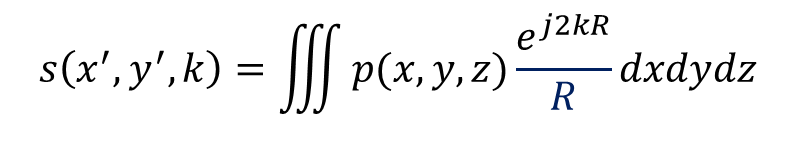 s(x′, y′, k) = ∭ p(x, y, z) e^{j2kR}/R dxdydz